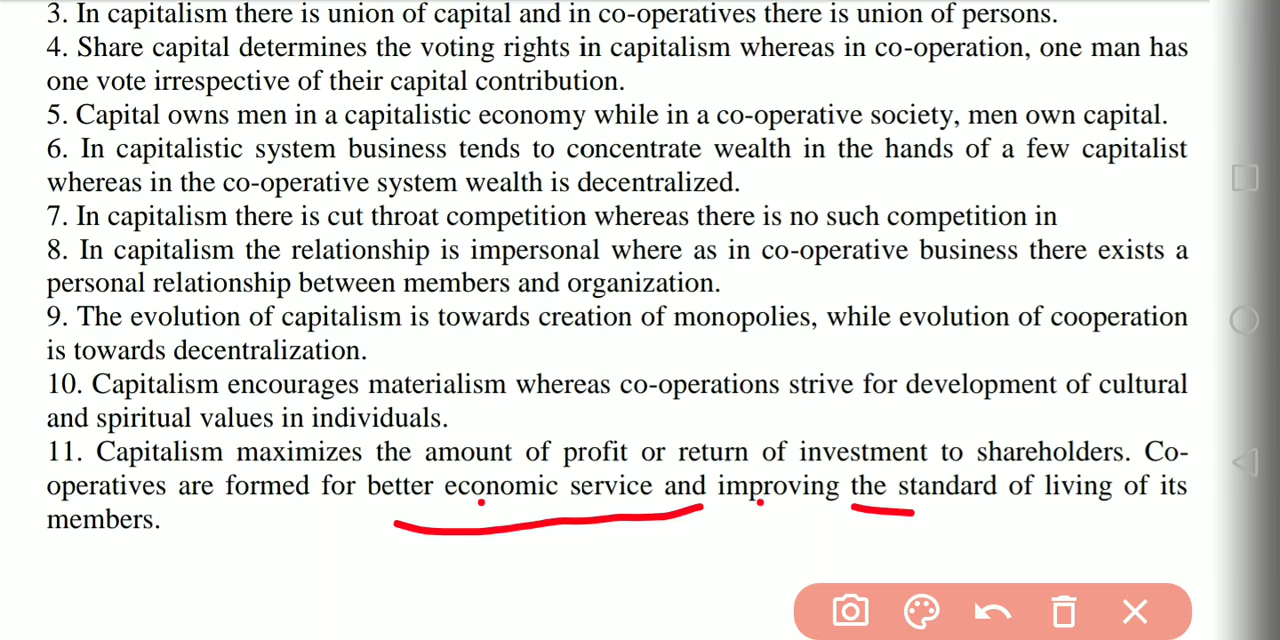 3. In capitalism there is union of capital and in co-operatives there is union of persons.
4. Share capital determines the voting rights in capitalism whereas in co-operation, one man has
one vote irrespective of their capital contribution.
5. Capital owns men in a capitalistic economy while in a co-operative society, men own capital.
6. In capitalistic system business tends to concentrate wealth in the hands of a few capitalist
whereas in the co-operative system wealth is decentralized.
7. In capitalism there is cut throat competition whereas there is no such competition in
8. In capitalism the relationship is impersonal where as in co-operative business there exists a
personal relationship between members and organization.
9. The evolution of capitalism is towards creation of monopolies, while evolution of cooperation
is towards decentralization.
10. Capitalism encourages materialism whereas co-operations strive for development of cultural
and spiritual values in individuals.
11. Capitalism maximizes the amount of profit or return of investment to shareholders. Co-
operatives are formed for better economic service and improving the standard of living of its
members.